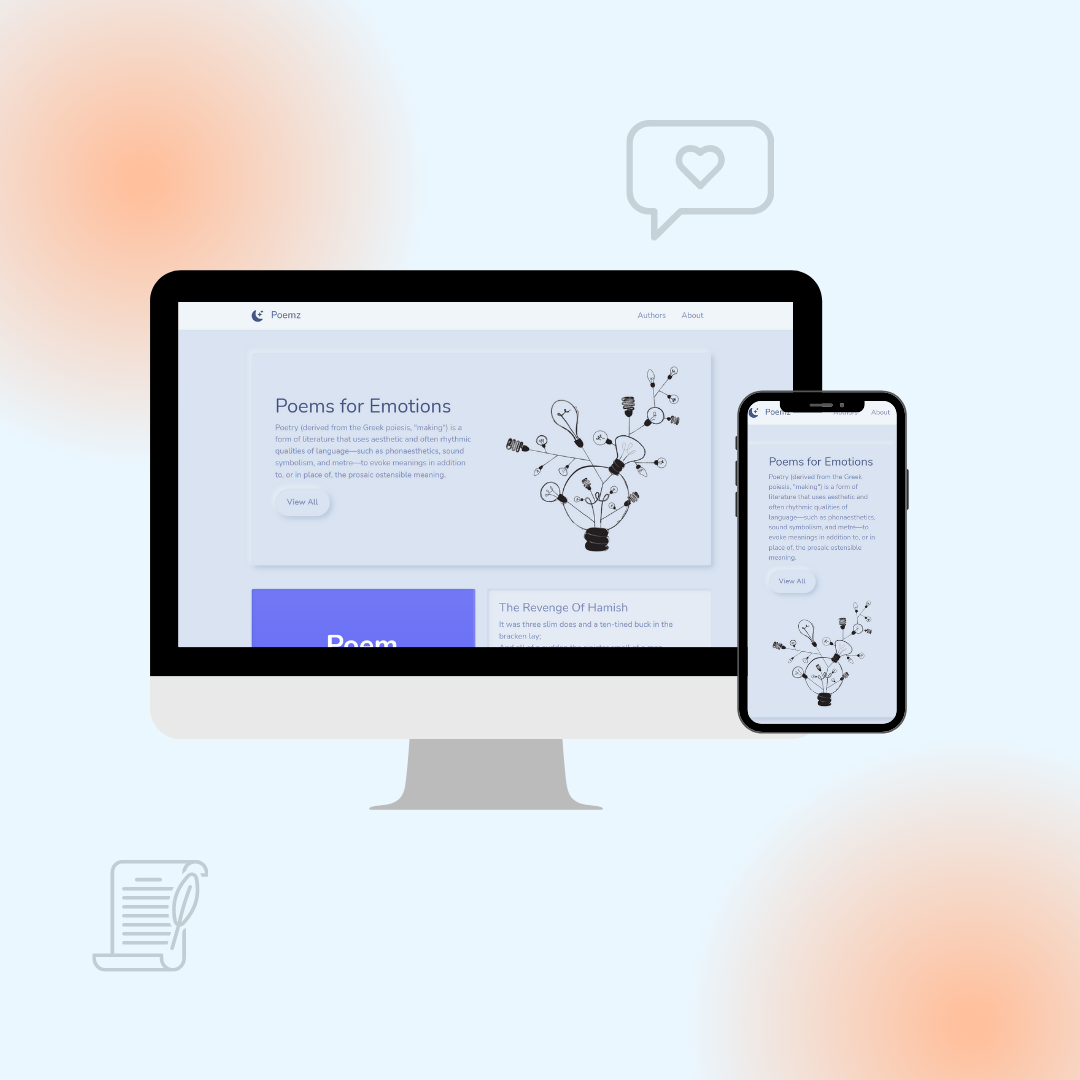 Poemz
Authors About
Poems for Emotions
Poetry (derived from the Greek poiesis, "making") is a
form of literature that uses aesthetic and often rhythmic
qualities of language—such as phonaesthetics, sound
symbolism, and metre—to evoke meanings in addition
to, or in place of, the prosaic ostensible meaning.
View All
Poem
The Revenge Of Hamish
It was three slim does and a ten-tined buck in the
bracken lay;
Poemz
Authors About
Poems for Emotions
Poetry (derived from the Greek
poiesis, "making") is a form of
literature that uses aesthetic and
often rhythmic qualities of
language—such as phonaesthetics,
sound symbolism, and metre—to
evoke meanings in addition to, or in
place of, the prosaic ostensible
meaning.
View All